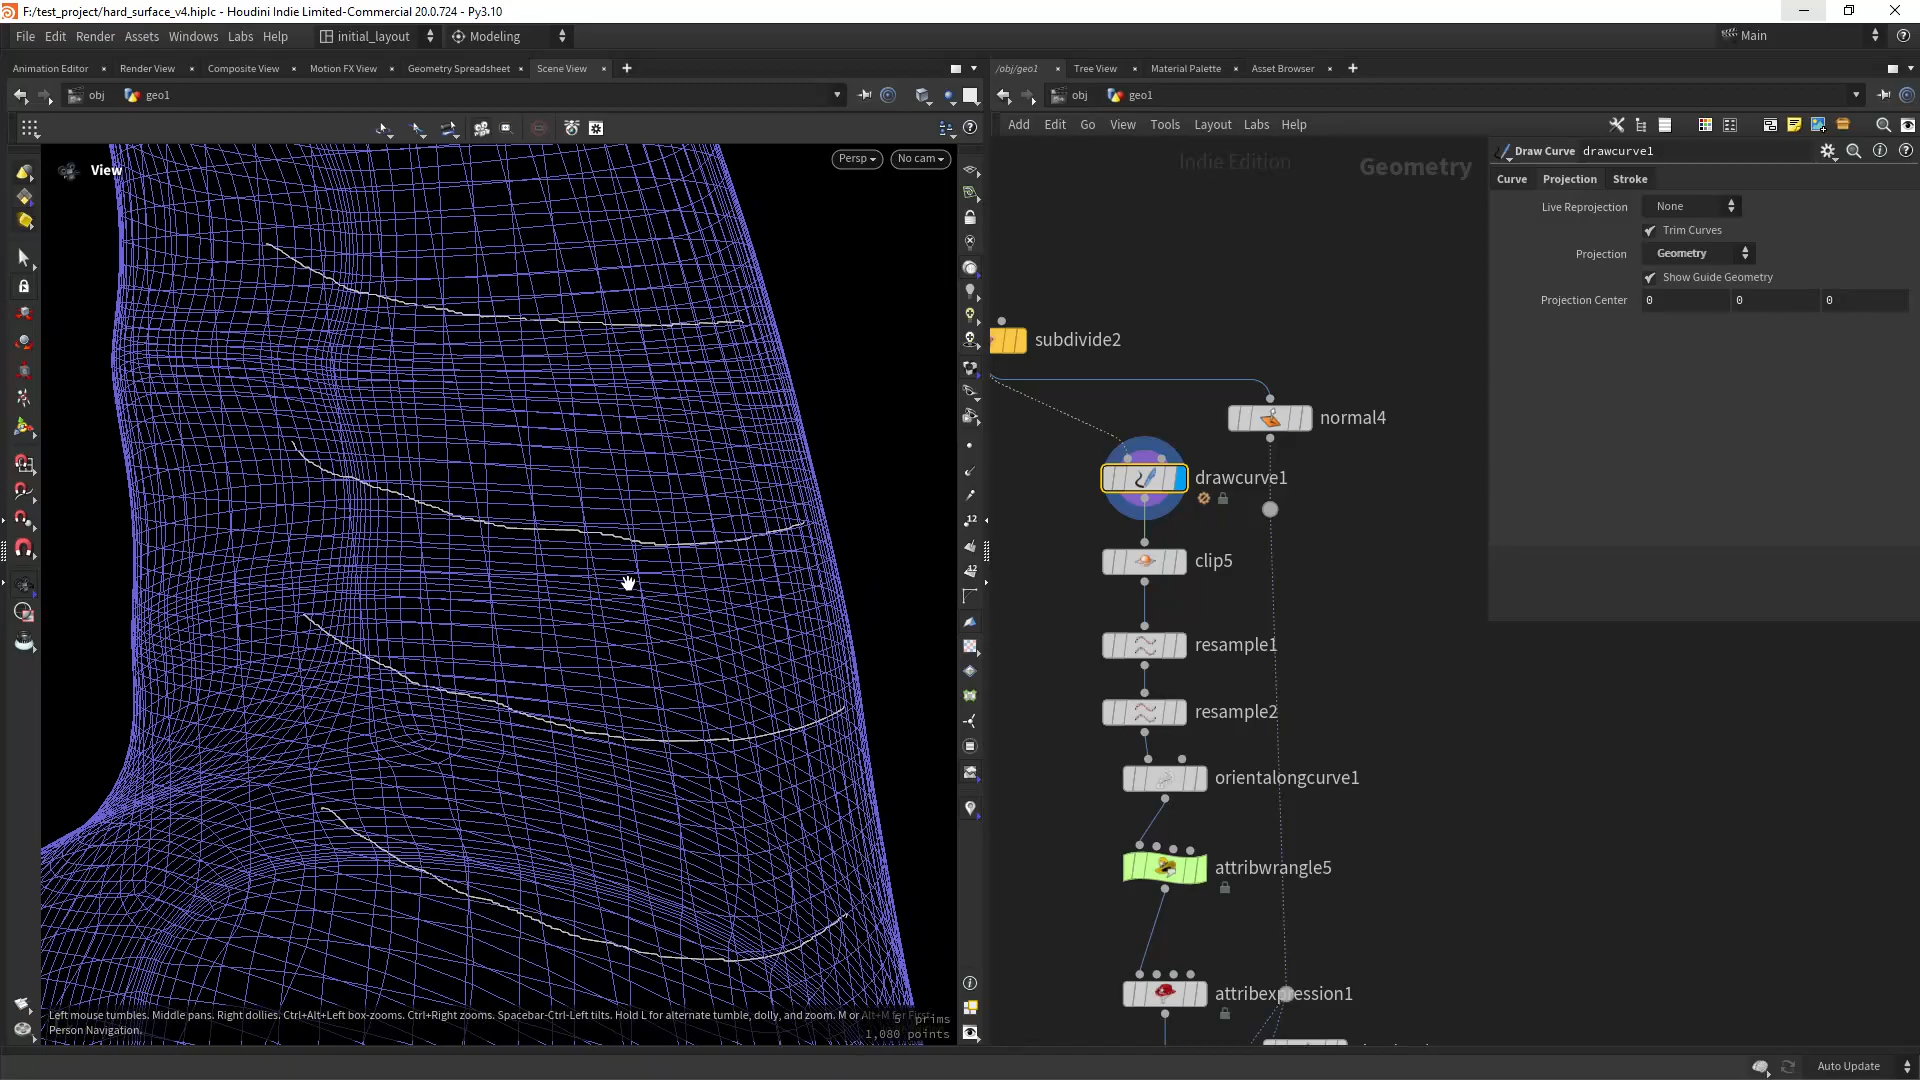 F:/test_project/hard_surface_v4.hiplc - Houdini Indie Limited-Commercial 20.0.724 - Py3.10
File Edit Render Assets Windows Labs Help initial_layout Modeling Main
Animation Editor Render View Composite View Motion FX View Geometry Spreadsheet Scene View
/obj/geo1 Tree View Material Palette Asset Browser
obj geo1
obj geo1
Add Edit Go View Tools Layout Labs Help
View
Persp No cam
Indie Edition
Geometry
Draw Curve drawcurve1
Curve Projection Stroke
Live Reprojection None
Trim Curves
Projection Geometry
Show Guide Geometry
Projection Center 0 0 0
subdivide2
normal4
drawcurve1
clip5
resample1
resample2
orientalongcurve1
attribwrangle5
attribexpression1
12
12
Left mouse tumbles. Middle pans. Right dollies. Ctrl+Alt+Left box-zooms. Ctrl+Right zooms. Spacebar-Ctrl-Left tilts. Hold L for alternate tumble, dolly, and zoom. M or Alt+M for First
Person Navigation.
5 prims
1,080 points
Auto Update